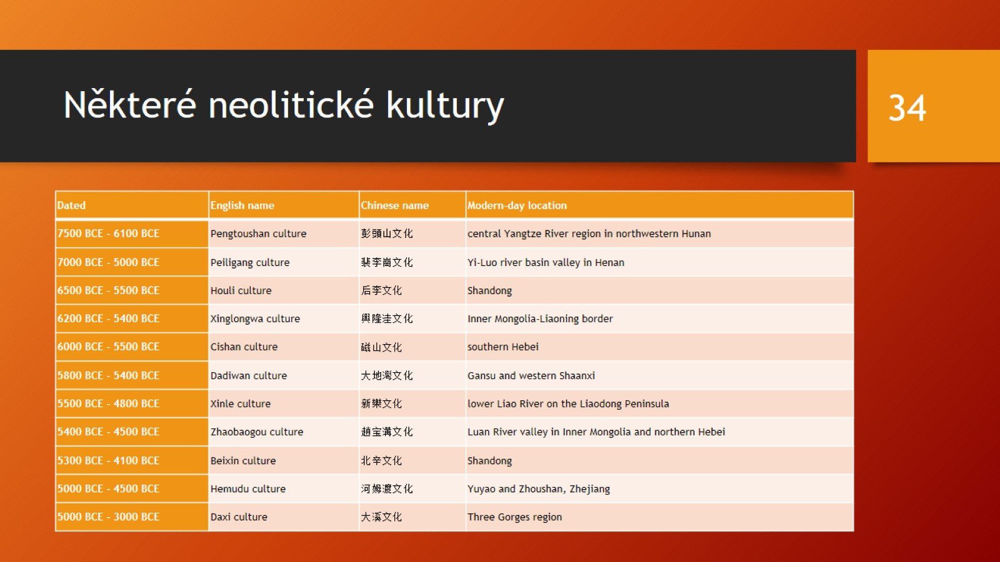 Některé neolitické kultury
34
Dated English name Chinese name Modern-day location
7500 BCE - 6100 BCE Pengtoushan culture 彭頭山文化 central Yangtze River region in northwestern Hunan
7000 BCE - 5000 BCE Peiligang culture 裴李崗文化 Yi-Luo river basin valley in Henan
6500 BCE - 5500 BCE Houli culture 后李文化 Shandong
6200 BCE - 5400 BCE Xinglongwa culture 興隆洼文化 Inner Mongolia-Liaoning border
6000 BCE - 5500 BCE Cishan culture 磁山文化 southern Hebei
5800 BCE - 5400 BCE Dadiwan culture 大地灣文化 Gansu and western Shaanxi
5500 BCE - 4800 BCE Xinle culture 新樂文化 lower Liao River on the Liaodong Peninsula
5400 BCE - 4500 BCE Zhaobaogou culture 趙宝溝文化 Luan River valley in Inner Mongolia and northern Hebei
5300 BCE - 4100 BCE Beixin culture 北辛文化 Shandong
5000 BCE - 4500 BCE Hemudu culture 河姆渡文化 Yuyao and Zhoushan, Zhejiang
5000 BCE - 3000 BCE Daxi culture 大溪文化 Three Gorges region